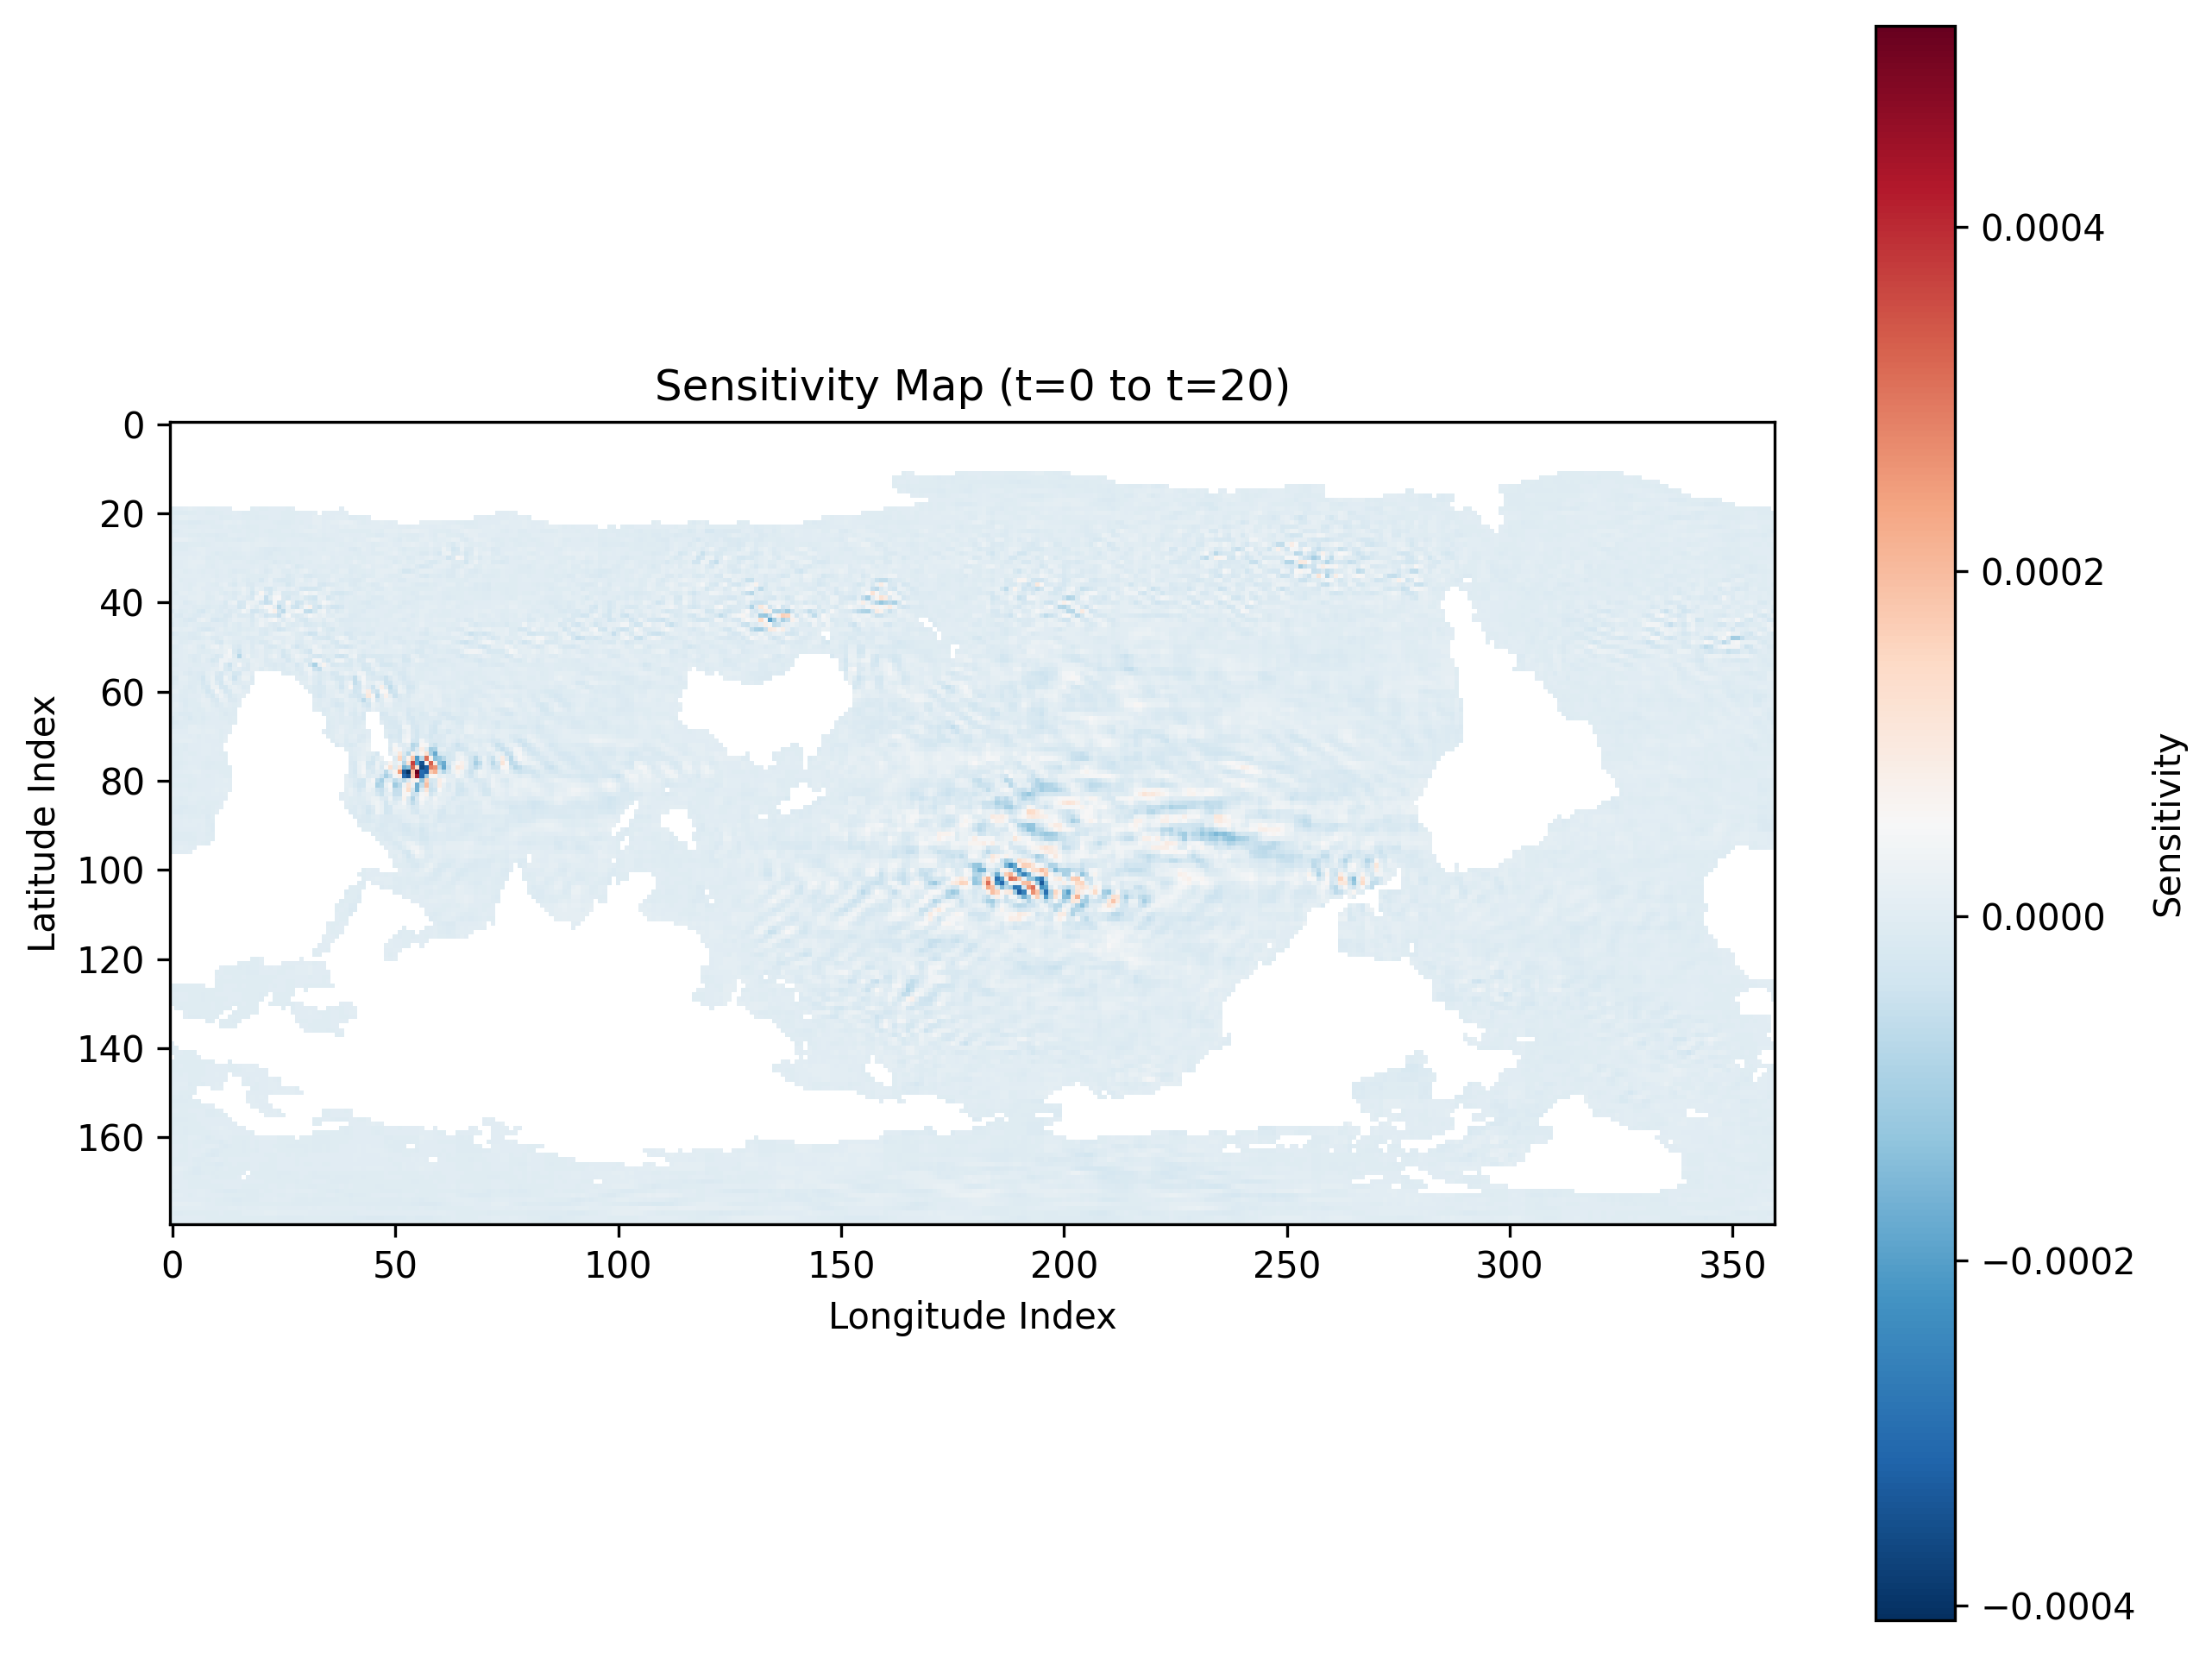 Sensitivity Map (t=0 to t=20)
Latitude Index
0
20
40
60
80
100
120
140
160
0 50 100 150 200 250 300 350
Longitude Index
0.0004
0.0002
0.0000
−0.0002
−0.0004
Sensitivity